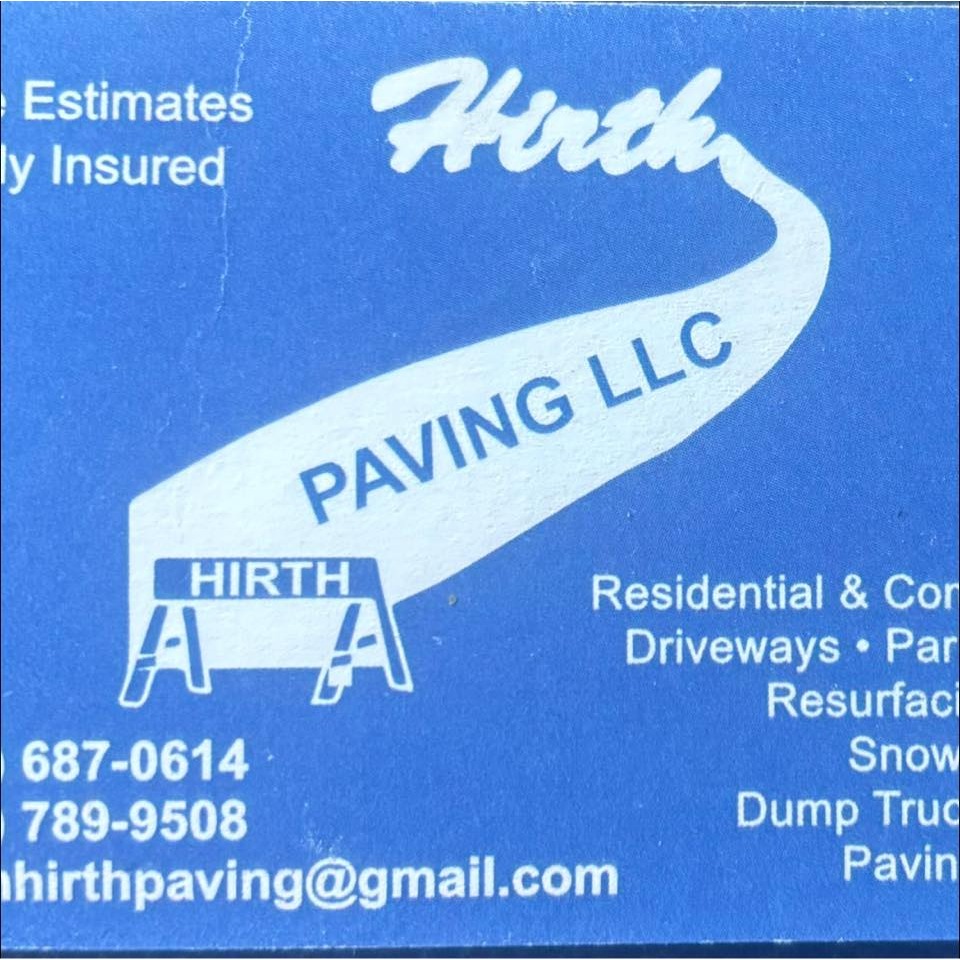 Estimates
Insured
Hirth
PAVING LLC
HIRTH
Residential &
Driveways •
Snow
Dump
687-0614
789-9508
hirthpaving@gmail.com